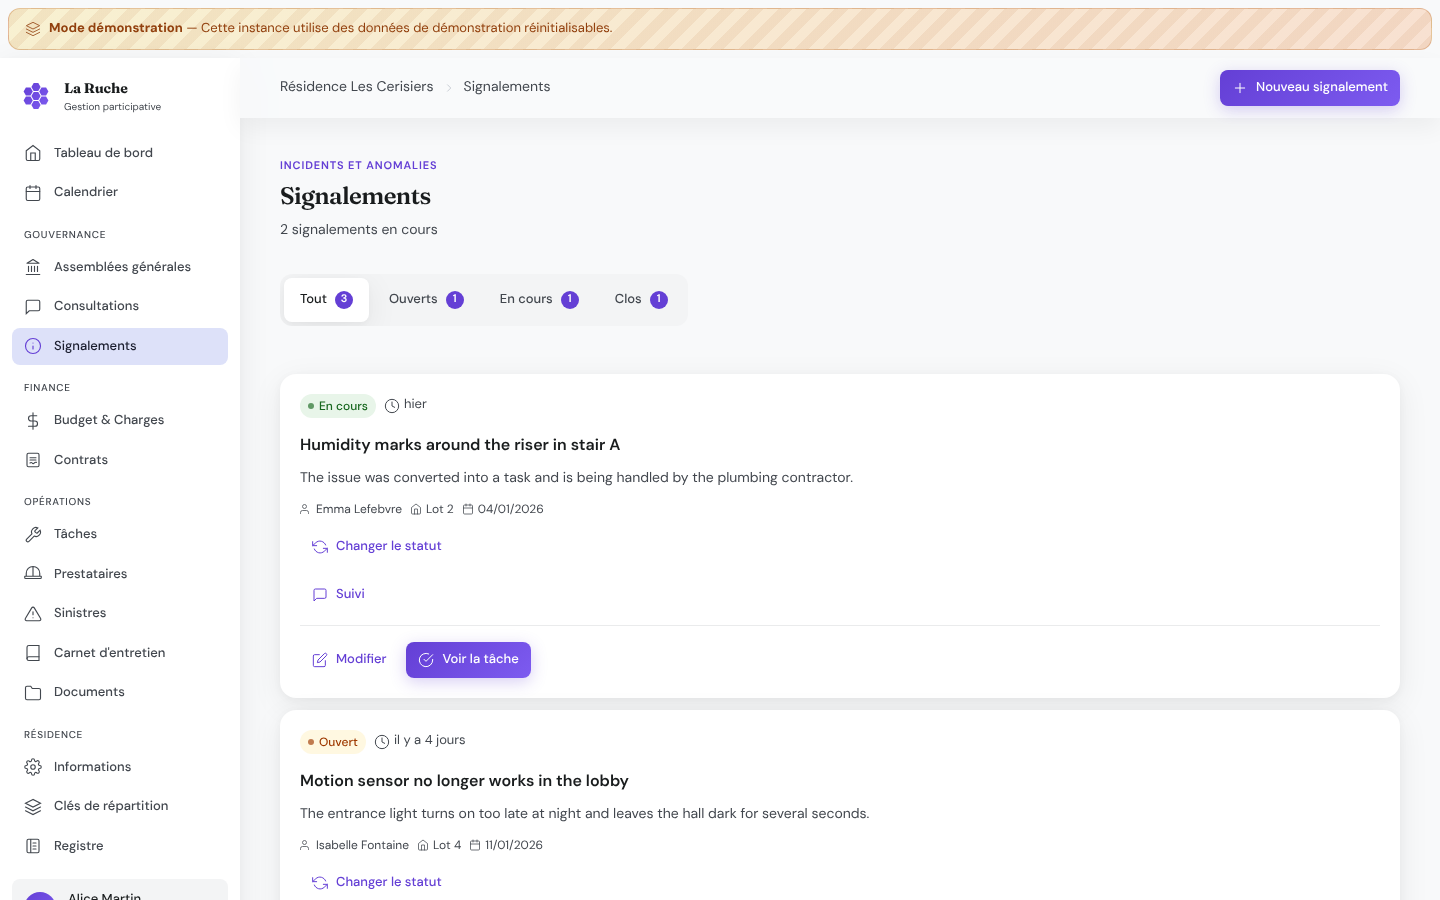 Mode démonstration — Cette instance utilise des données de démonstration réinitialisables.
La Ruche
Gestion participative
Tableau de bord
Calendrier
GOUVERNANCE
Assemblées générales
Consultations
Signalements
FINANCE
Budget & Charges
Contrats
OPÉRATIONS
Tâches
Prestataires
Sinistres
Carnet d'entretien
Documents
RÉSIDENCE
Informations
Clés de répartition
Registre
Alice Martin
Résidence Les Cerisiers > Signalements
Nouveau signalement
INCIDENTS ET ANOMALIES
Signalements
2 signalements en cours
Tout 3 Ouverts 1 En cours 1 Clos 1
En cours hier
Humidity marks around the riser in stair A
The issue was converted into a task and is being handled by the plumbing contractor.
Emma Lefebvre Lot 2 04/01/2026
Changer le statut
Suivi
Modifier Voir la tâche
Ouvert il y a 4 jours
Motion sensor no longer works in the lobby
The entrance light turns on too late at night and leaves the hall dark for several seconds.
Isabelle Fontaine Lot 4 11/01/2026
Changer le statut